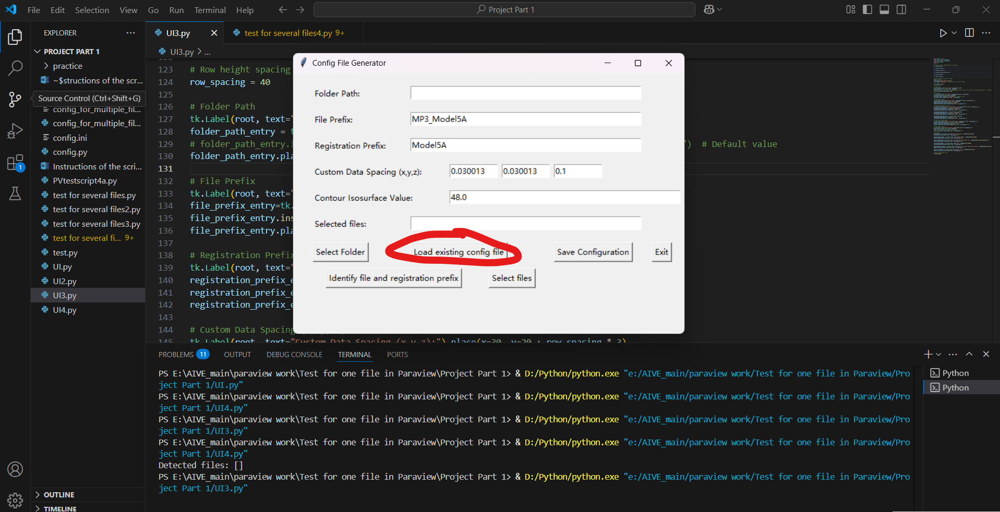 File Edit Selection View Go Run Terminal Help
Project Part 1
EXPLORER
PROJECT PART 1
practice
~$structions of the scr...
Source Control (Ctrl+Shift+G)
config_for_multiple_fil...
config_for_multiple_fil...
config.ini
config.py
Instructions of the scri...
PVtestscript4a.py
test for several files.py
test for several files2.py
test for several files3.py
test for several fi... 9+
test.py
UI.py
UI2.py
UI3.py
UI4.py
OUTLINE
TIMELINE
1
UI3.py
test for several files4.py 9+
UI3.py > ...
123 # Row height spacing
124 row_spacing = 40
125
126 # Folder Path
127 tk.Label(root, text="
128 folder_path_entry = t
129 # folder_path_entry.i ") # Default value
130 folder_path_entry.pla
131
132 # File Prefix
133 tk.Label(root, text="
134 file_prefix_entry=tk.
135 file_prefix_entry.ins
136 file_prefix_entry.pla
137
138 # Registration Prefix
139 tk.Label(root, text="
140 registration_prefix_e
141 registration_prefix_e
142 registration_prefix_e
143
144 # Custom Data Spacing
145 tk.Label(root, text="Custom Data Spacing (x,y,z):").place(x=30, y=20 + row_spacing * 3)
Config File Generator
Folder Path:
File Prefix: MP3_Model5A
Registration Prefix: Model5A
Custom Data Spacing (x,y,z): 0.030013 0.030013 0.1
Contour Isosurface Value: 48.0
Selected files:
Select Folder Load existing config file Save Configuration Exit
Identify file and registration prefix Select files
PROBLEMS 11 OUTPUT DEBUG CONSOLE TERMINAL PORTS
PS E:\AIVE_main\paraview work\Test for one file in Paraview\Project Part 1> & D:/Python/python.exe "e:/AIVE_main/paraview work/Test for one file in Paraview/Pro
ject Part 1/UI.py"
PS E:\AIVE_main\paraview work\Test for one file in Paraview\Project Part 1> & D:/Python/python.exe "e:/AIVE_main/paraview work/Test for one file in Paraview/Pro
ject Part 1/UI4.py"
PS E:\AIVE_main\paraview work\Test for one file in Paraview\Project Part 1> & D:/Python/python.exe "e:/AIVE_main/paraview work/Test for one file in Paraview/Pro
ject Part 1/UI3.py"
PS E:\AIVE_main\paraview work\Test for one file in Paraview\Project Part 1> & D:/Python/python.exe "e:/AIVE_main/paraview work/Test for one file in Paraview/Pro
ject Part 1/UI4.py"
Detected files: []
PS E:\AIVE_main\paraview work\Test for one file in Paraview\Project Part 1> & D:/Python/python.exe "e:/AIVE_main/paraview work/Test for one file in Paraview/Pro
ject Part 1/UI3.py"
Python
Python